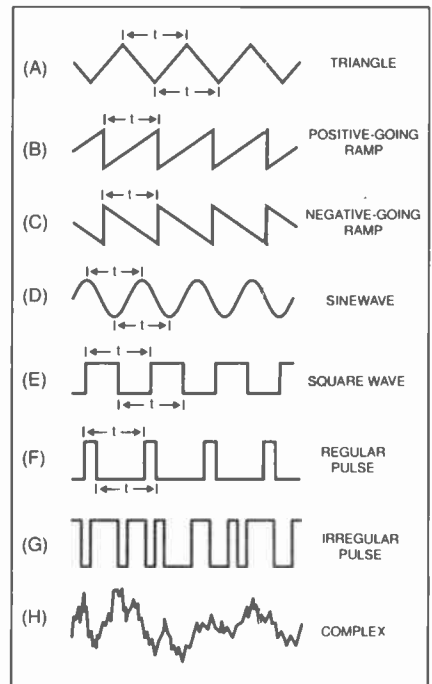 t
(A) TRIANGLE
t
t
(B) POSITIVE-GOING
RAMP
t
(C) NEGATIVE-GOING
RAMP
t
(D) SINEWAVE
t
t
(E) SQUARE WAVE
t
t
(F) REGULAR
PULSE
t
(G) IRREGULAR
PULSE
(H) COMPLEX